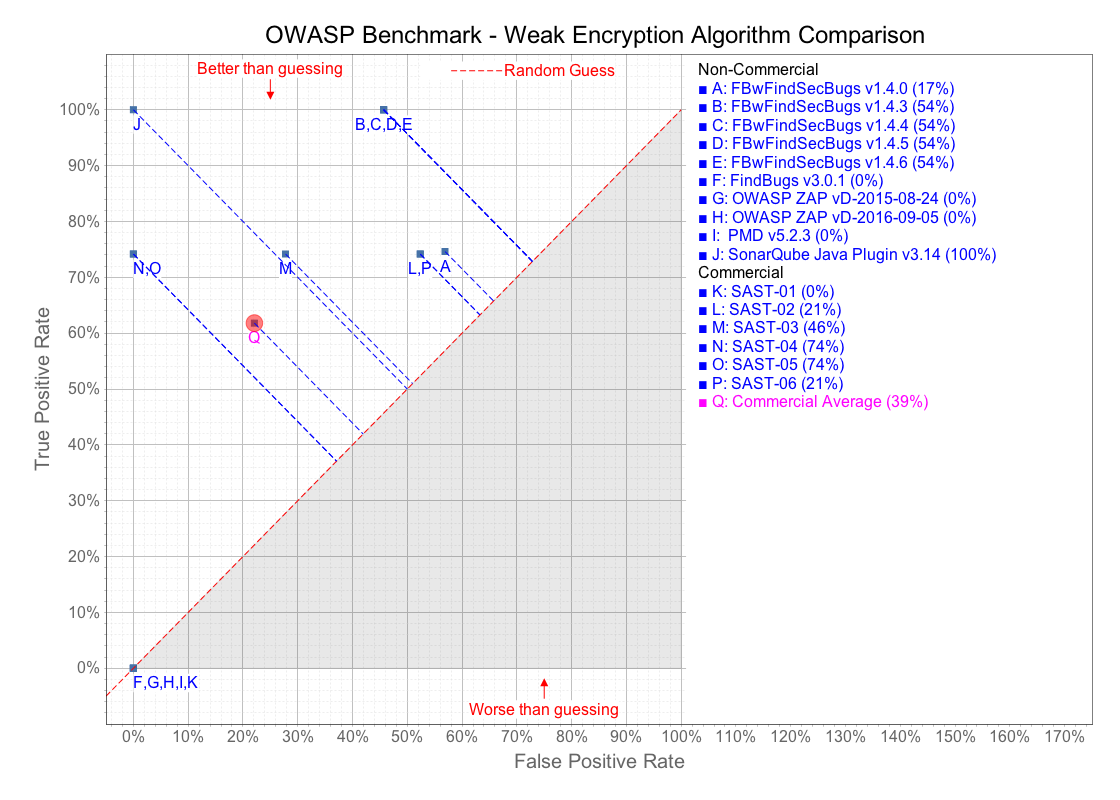 OWASP Benchmark - Weak Encryption Algorithm Comparison
Better than guessing
Random Guess
Non-Commercial
A: FBwFindSecBugs v1.4.0 (17%)
B: FBwFindSecBugs v1.4.3 (54%)
C: FBwFindSecBugs v1.4.4 (54%)
D: FBwFindSecBugs v1.4.5 (54%)
E: FBwFindSecBugs v1.4.6 (54%)
F: FindBugs v3.0.1 (0%)
G: OWASP ZAP vD-2015-08-24 (0%)
H: OWASP ZAP vD-2016-09-05 (0%)
I: PMD v5.2.3 (0%)
J: SonarQube Java Plugin v3.14 (100%)
Commercial
K: SAST-01 (0%)
L: SAST-02 (21%)
M: SAST-03 (46%)
N: SAST-04 (74%)
O: SAST-05 (74%)
P: SAST-06 (21%)
Q: Commercial Average (39%)
True Positive Rate
100%
90%
80%
70%
60%
50%
40%
30%
20%
10%
0%
J
B,C,D,E
N,O
M
L,P
A
Q
F,G,H,I,K
Worse than guessing
0% 10% 20% 30% 40% 50% 60% 70% 80% 90% 100% 110% 120% 130% 140% 150% 160% 170%
False Positive Rate